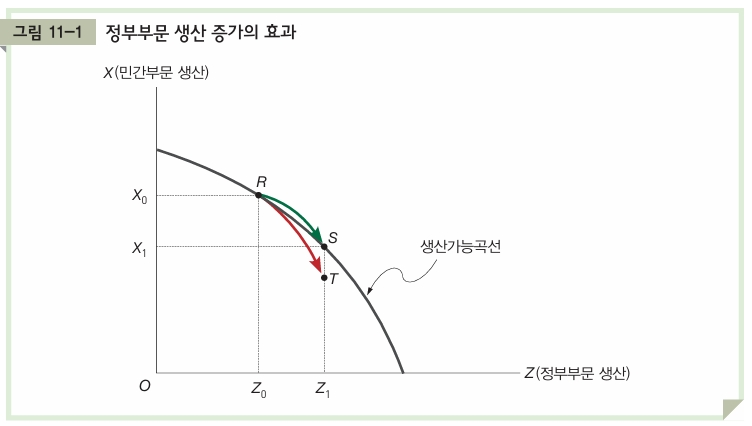 그림 11-1 정부부문 생산 증가의 효과
X(민간부문 생산)
R
X₀
S
X₁
생산가능곡선
T
Z(정부부문 생산)
O
Z₀
Z₁